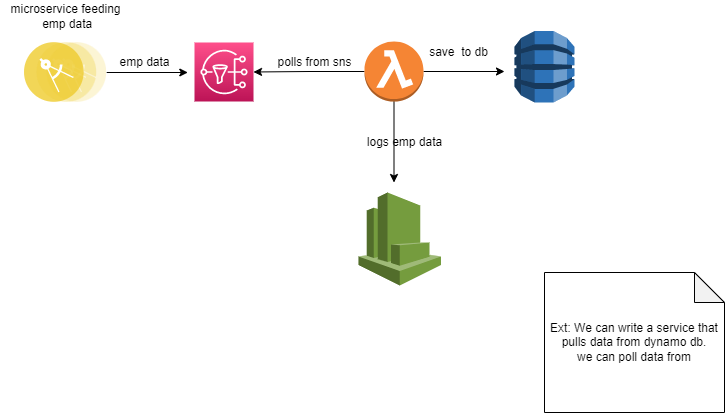 microservice feeding
emp data
emp data
polls from sns
save to db
logs emp data
Ext: We can write a service that
pulls data from dynamo db.
we can poll data from